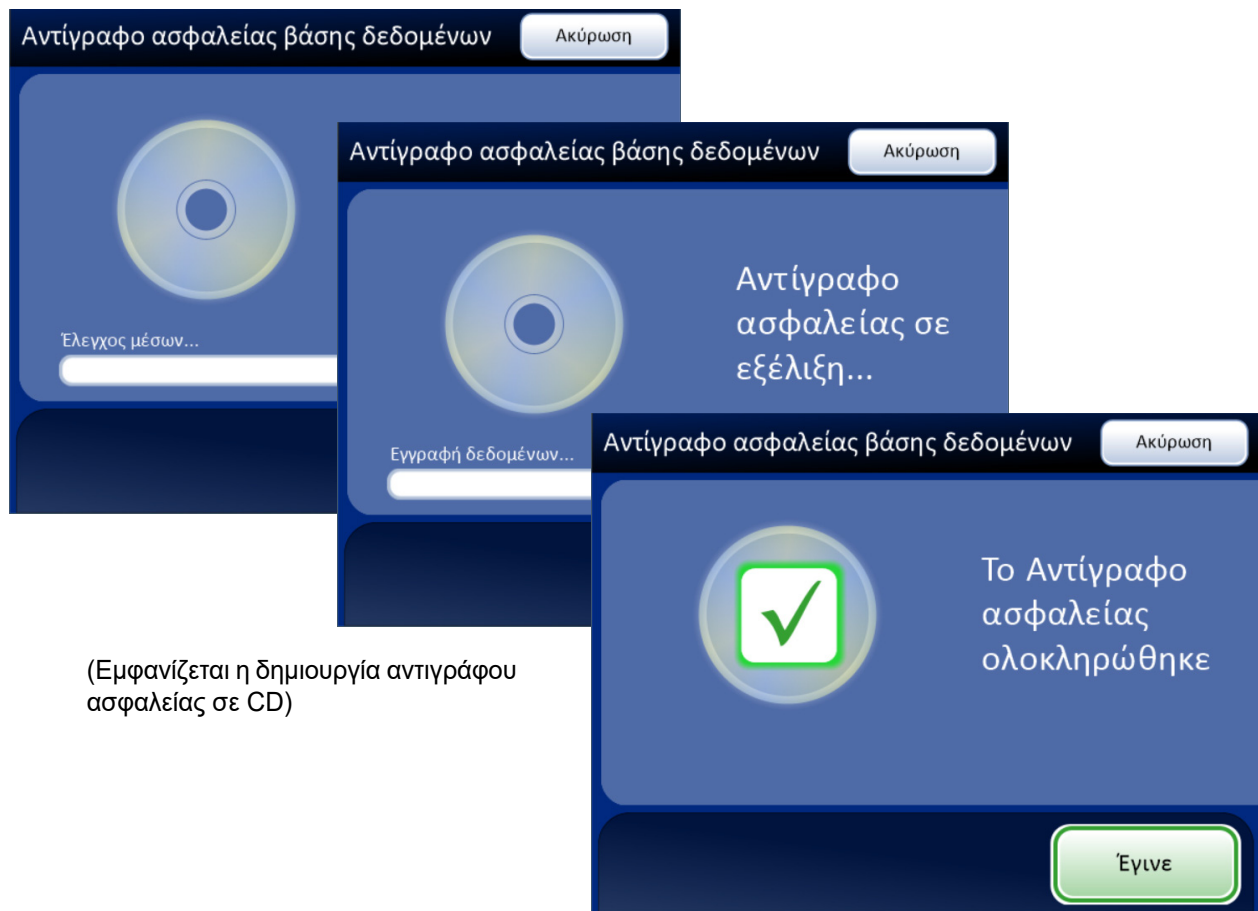 Αντίγραφο ασφαλείας βάσης δεδομένων
Ακύρωση
Έλεγχος μέσων...
Αντίγραφο ασφαλείας βάσης δεδομένων
Ακύρωση
Αντίγραφο
ασφαλείας σε
εξέλιξη...
Εγγραφή δεδομένων...
Αντίγραφο ασφαλείας βάσης δεδομένων
Ακύρωση
Το Αντίγραφο
ασφαλείας
ολοκληρώθηκε
Έγινε
(Εμφανίζεται η δημιουργία αντιγράφου
ασφαλείας σε CD)